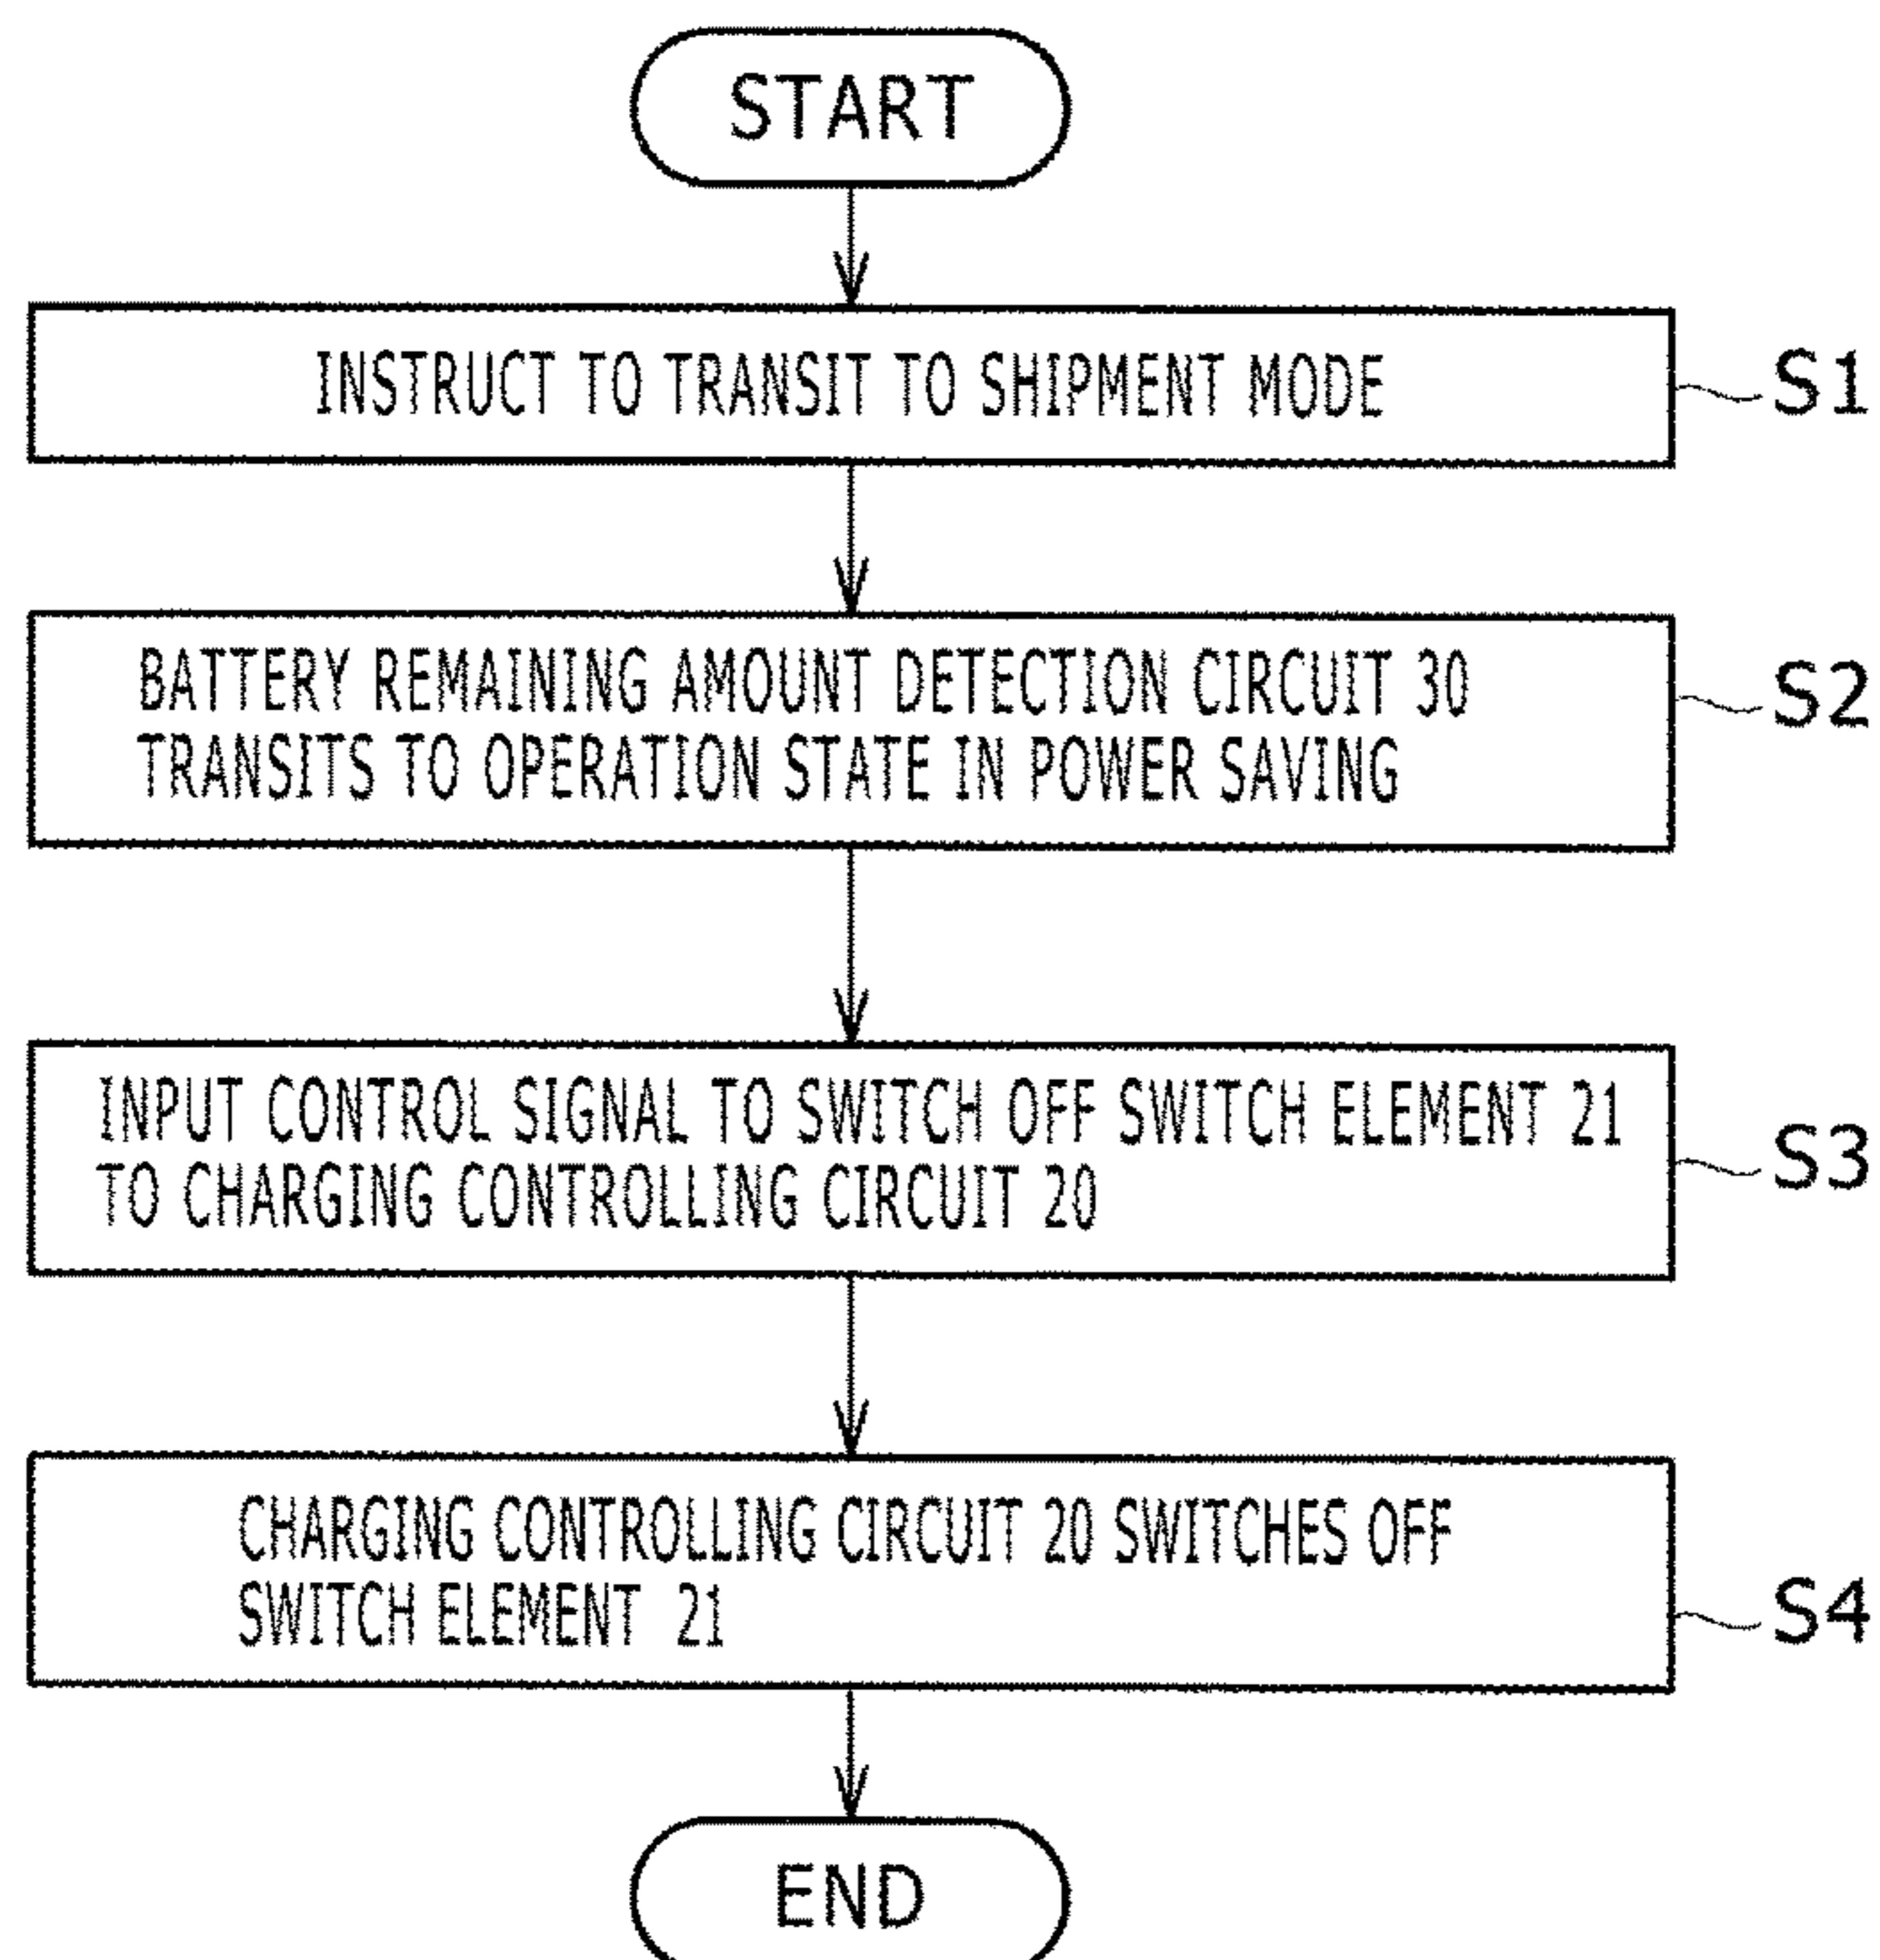 START
INSTRUCT TO TRANSIT TO SHIPMENT MODE
S1
BATTERY REMAINING AMOUNT DETECTION CIRCUIT 30
TRANSITS TO OPERATION STATE IN POWER SAVING
S2
INPUT CONTROL SIGNAL TO SWITCH OFF SWITCH ELEMENT 21
TO CHARGING CONTROLLING CIRCUIT 20
S3
CHARGING CONTROLLING CIRCUIT 20 SWITCHES OFF
SWITCH ELEMENT 21
S4
END